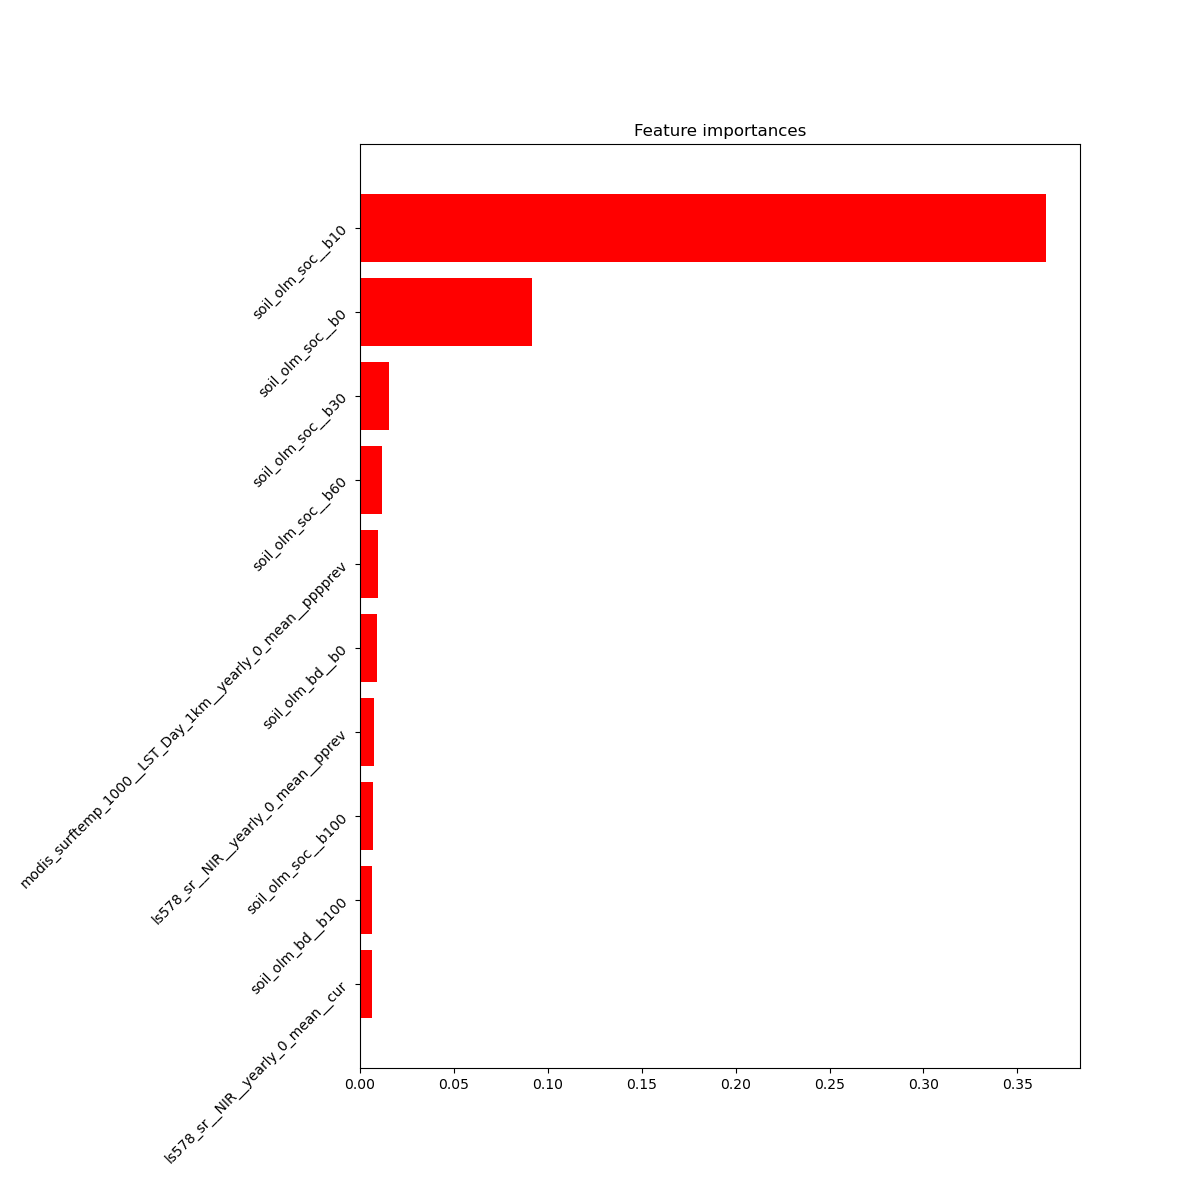 Feature importances
soil_olm_soc__b10
soil_olm_soc__b0
soil_olm_soc__b30
soil_olm_soc__b60
modis_surftemp_1000__LST_Day_1km__yearly_0_mean__pppprev
soil_olm_bd__b0
ls578_sr__NIR__yearly_0_mean__pprev
soil_olm_soc__b100
soil_olm_bd__b100
ls578_sr__NIR__yearly_0_mean__cur
0.00 0.05 0.10 0.15 0.20 0.25 0.30 0.35